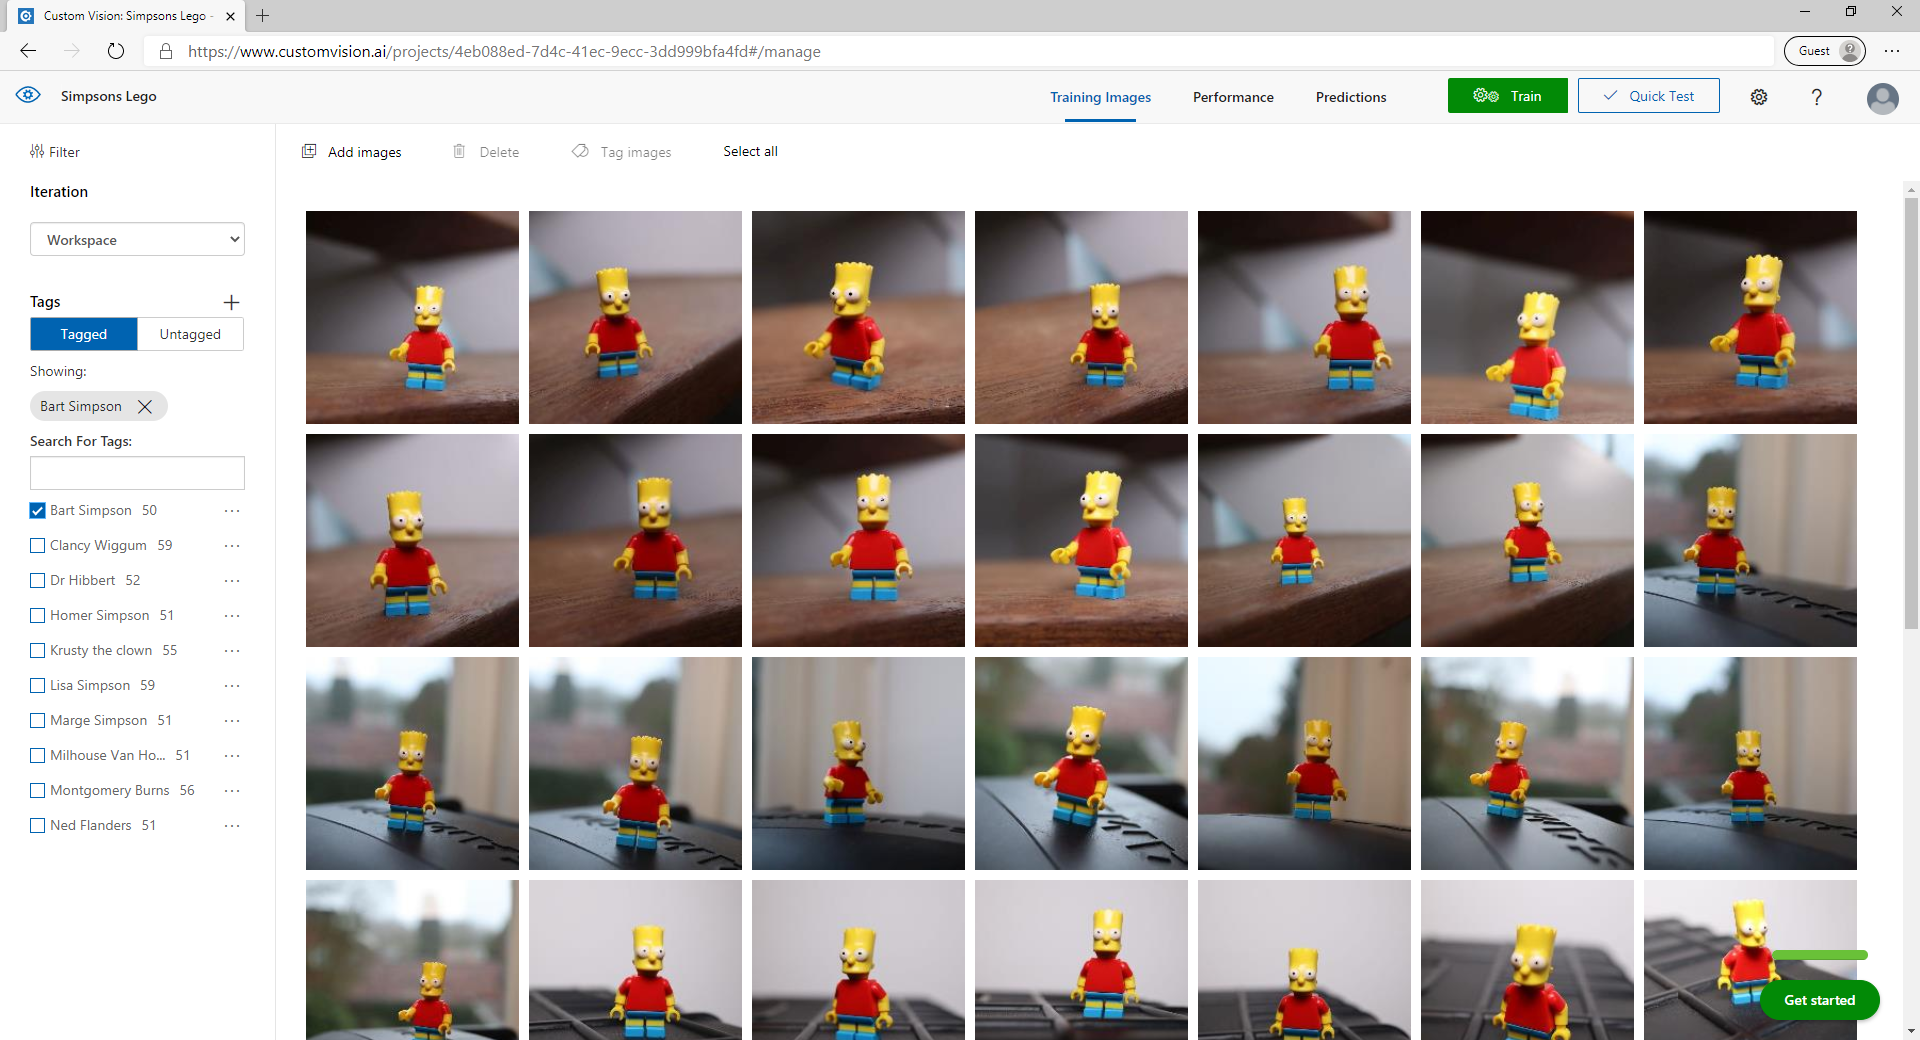 Custom Vision: Simpsons Lego -
https://www.customvision.ai/projects/4eb088ed-7d4c-41ec-9ecc-3dd999bfa4fd#/manage
Guest
Simpsons Lego
Training Images
Performance
Predictions
Train
Quick Test
?
Filter
Add images
Delete
Tag images
Select all
Iteration
Workspace
Tags
Tagged
Untagged
Showing:
Bart Simpson
Search For Tags:
Bart Simpson 50
Clancy Wiggum 59
Dr Hibbert 52
Homer Simpson 51
Krusty the clown 55
Lisa Simpson 59
Marge Simpson 51
Milhouse Van Ho... 51
Montgomery Burns 56
Ned Flanders 51
Get started